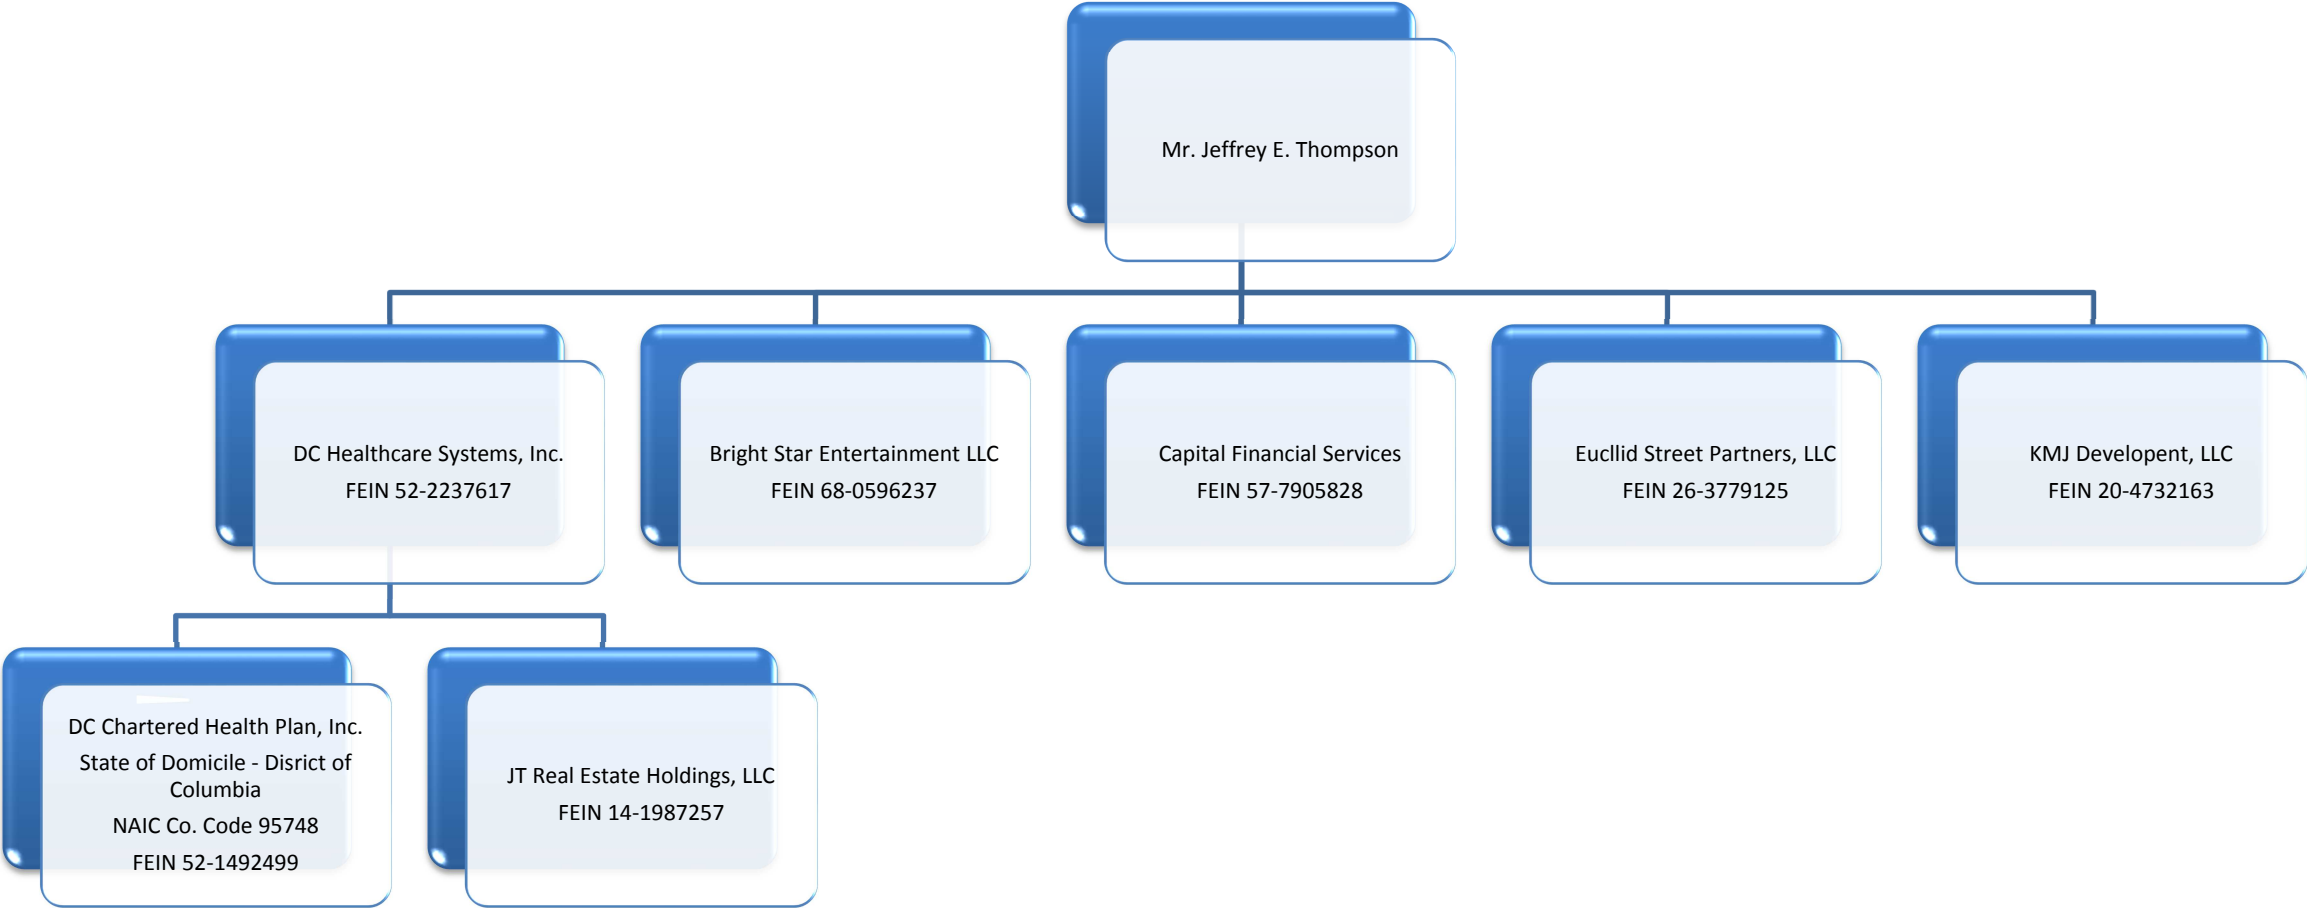 Mr. Jeffrey E. Thompson
DC Healthcare Systems, Inc.
FEIN 52-2237617
Bright Star Entertainment LLC
FEIN 68-0596237
Capital Financial Services
FEIN 57-7905828
Eucllid Street Partners, LLC
FEIN 26-3779125
KMJ Developent, LLC
FEIN 20-4732163
DC Chartered Health Plan, Inc.
State of Domicile - Disrict of
Columbia
NAIC Co. Code 95748
FEIN 52-1492499
JT Real Estate Holdings, LLC
FEIN 14-1987257